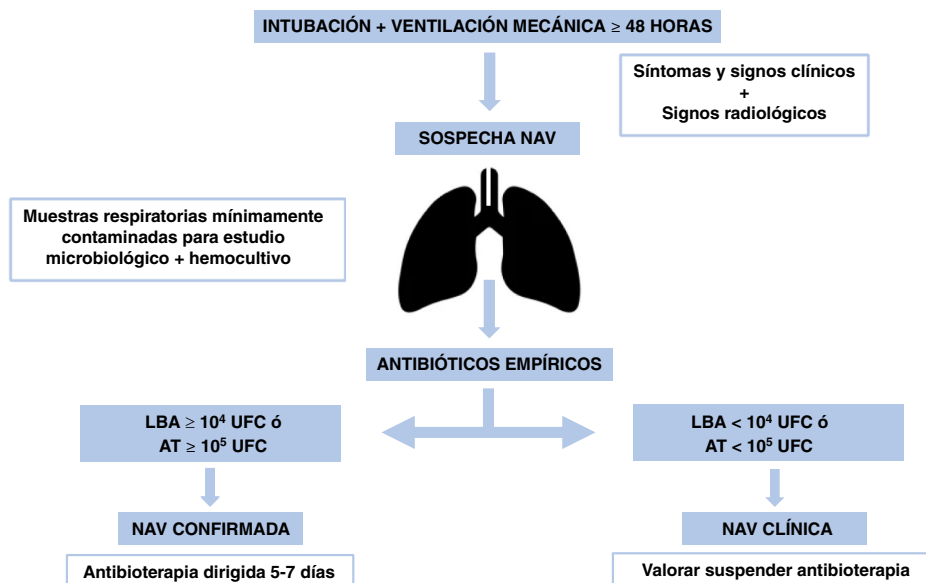 INTUBACIÓN + VENTILACIÓN MECÁNICA ≥ 48 HORAS
Síntomas y signos clínicos
+
Signos radiológicos
SOSPECHA NAV
Muestras respiratorias mínimamente
contaminadas para estudio
microbiológico + hemocultivo
ANTIBIÓTICOS EMPÍRICOS
LBA ≥ 10⁴ UFC ó
AT ≥ 10⁵ UFC
LBA < 10⁴ UFC ó
AT < 10⁵ UFC
NAV CONFIRMADA
NAV CLÍNICA
Antibioterapia dirigida 5-7 días
Valorar suspender antibioterapia